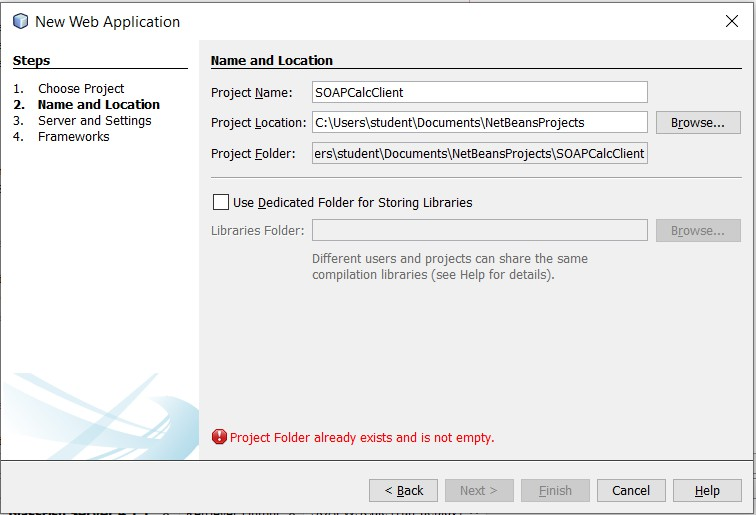 New Web Application
Steps
1. Choose Project
2. Name and Location
3. Server and Settings
4. Frameworks
Name and Location
Project Name: SOAPCalcClient
Project Location: C:\Users\student\Documents\NetBeansProjects Browse...
Project Folder: ers\student\Documents\NetBeansProjects\SOAPCalcClient
Use Dedicated Folder for Storing Libraries
Libraries Folder: Browse...
Different users and projects can share the same
compilation libraries (see Help for details).
Project Folder already exists and is not empty.
< Back Next > Finish Cancel Help